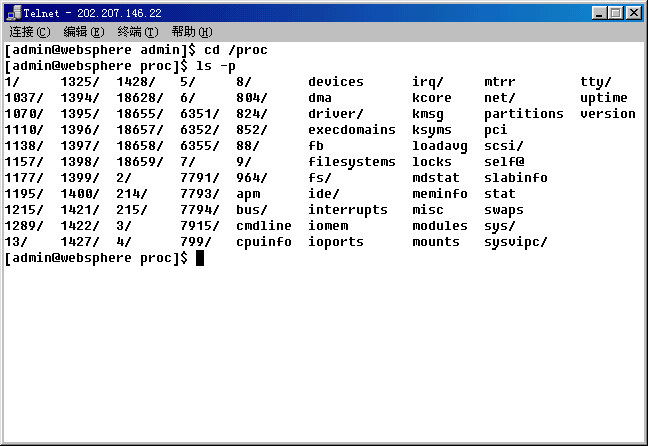 Telnet - 202.207.146.22
连接(C) 编辑(E) 终端(T) 帮助(H)
[admin@websphere admin]$ cd /proc
[admin@websphere proc]$ ls -p
1/ 1325/ 1428/ 5/ 8/ devices irq/ mtrr tty/
1037/ 1394/ 18628/ 6/ 804/ dma kcore net/ uptime
1070/ 1395/ 18655/ 6351/ 824/ driver/ kmsg partitions version
1110/ 1396/ 18657/ 6352/ 852/ execdomains ksyms pci
1138/ 1397/ 18658/ 6355/ 88/ fb loadavg scsi/
1157/ 1398/ 18659/ 7/ 9/ filesystems locks self@
1177/ 1399/ 2/ 7791/ 964/ fs/ mdstat slabinfo
1195/ 1400/ 214/ 7793/ apm ide/ meminfo stat
1215/ 1421/ 215/ 7794/ bus/ interrupts misc swaps
1289/ 1422/ 3/ 7915/ cmdline iomem modules sys/
13/ 1427/ 4/ 799/ cpuinfo ioports mounts sysvipc/
[admin@websphere proc]$